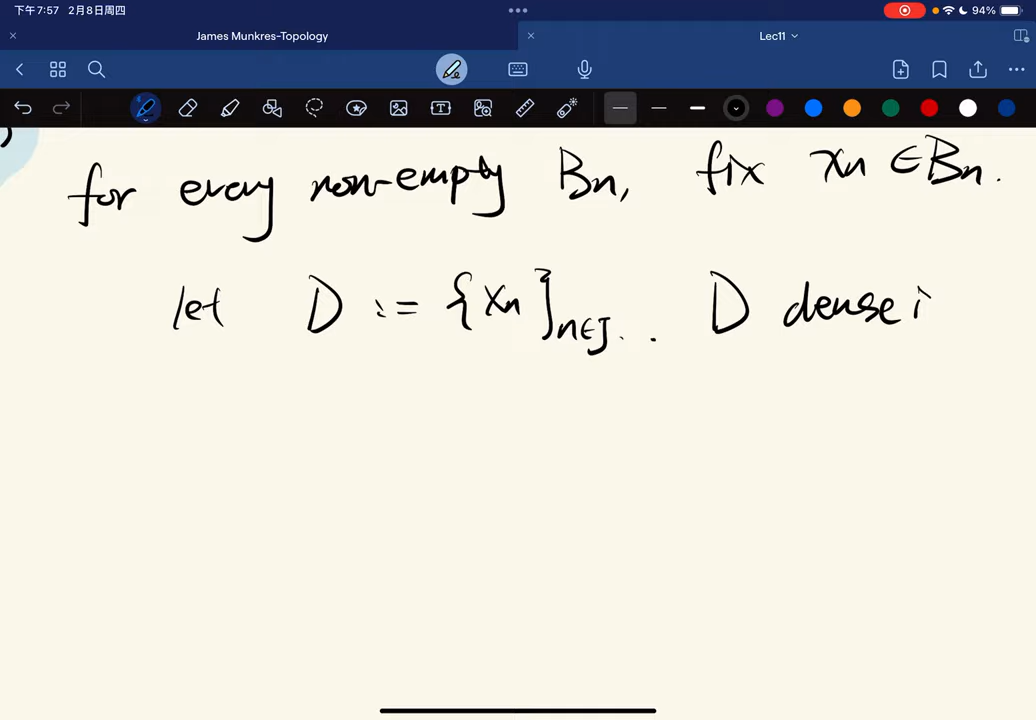 下午7:57 2月8日周四
94%
James Munkres-Topology
Lec11
for every non-empty Bn, fix xn ∈ Bn.
let D := {xn}n∈J. . D dense i